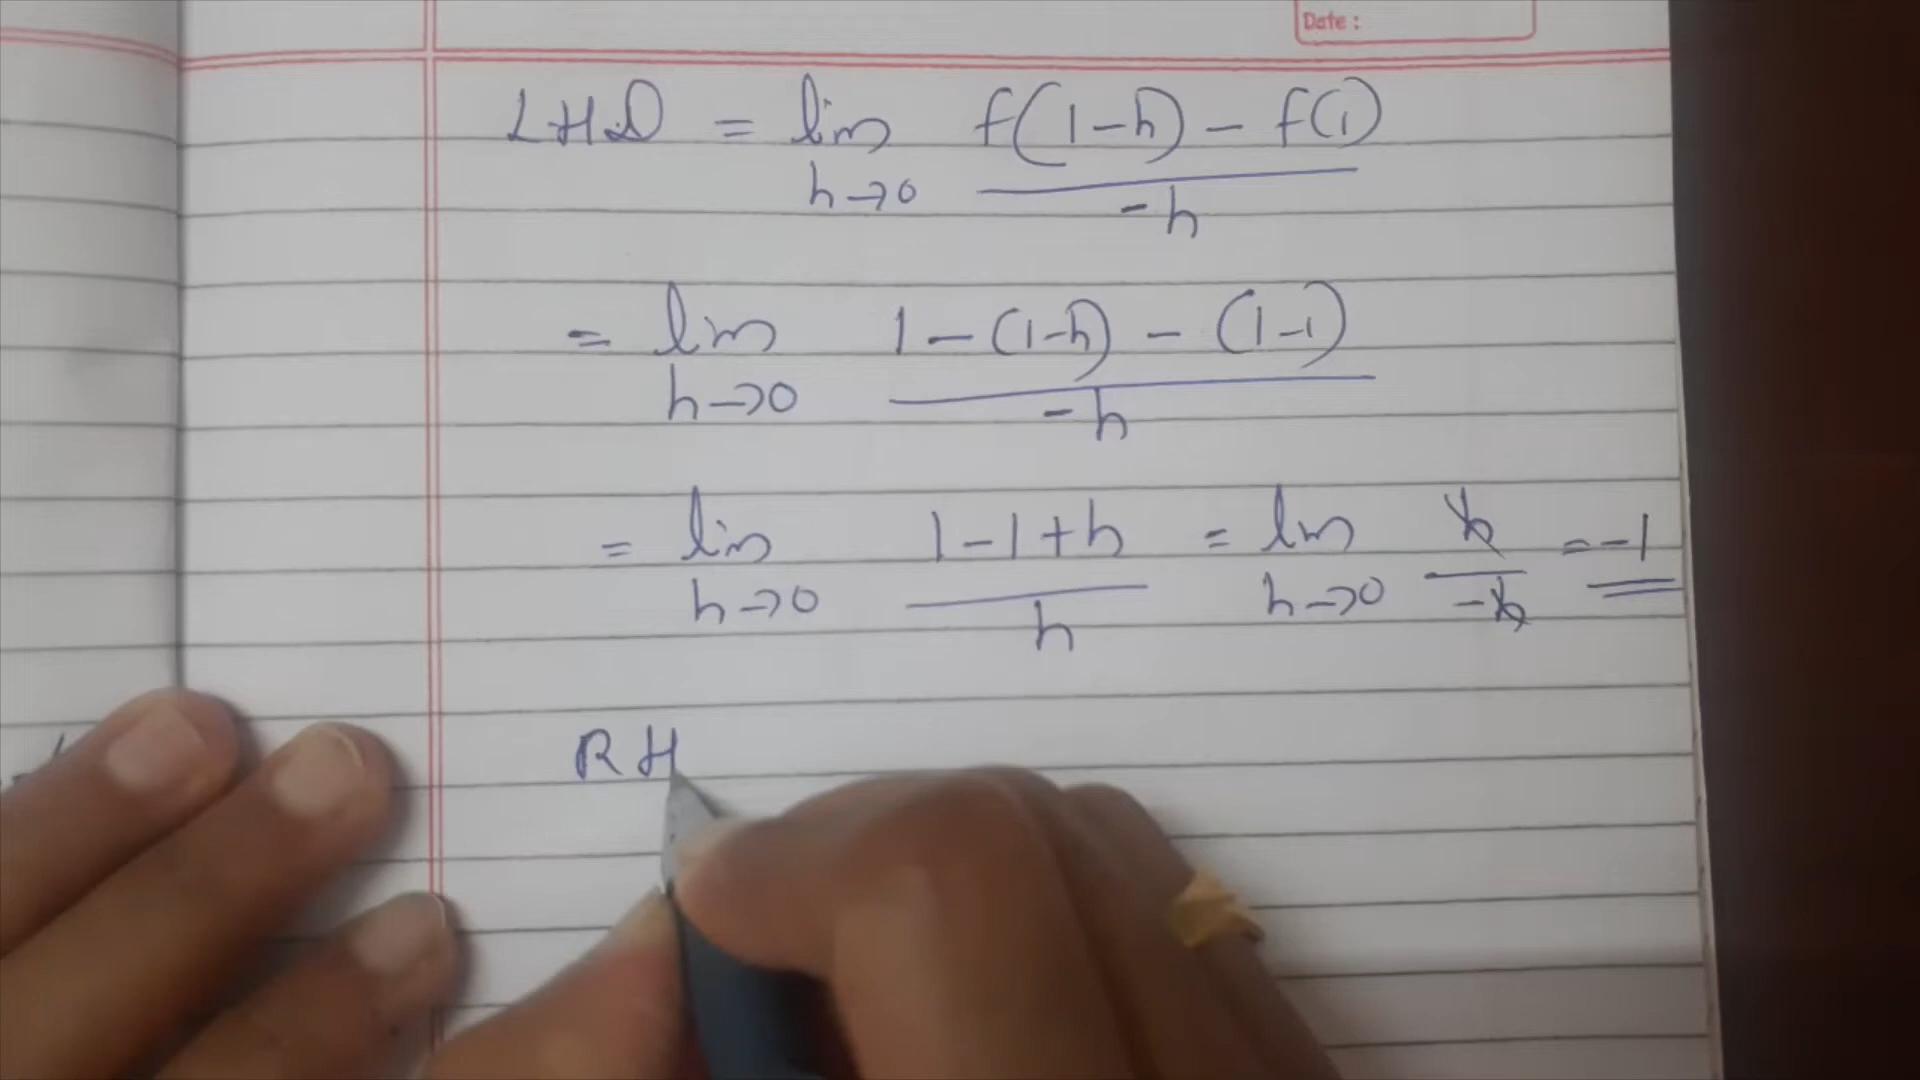 Date :
LHD = lim h→0 f(1-h) - f(1) / -h
= lim h→0 1-(1-h) - (1-1) / -h
= lim h→0 1-1+h / h = lim h→0 h / -h = -1
RH